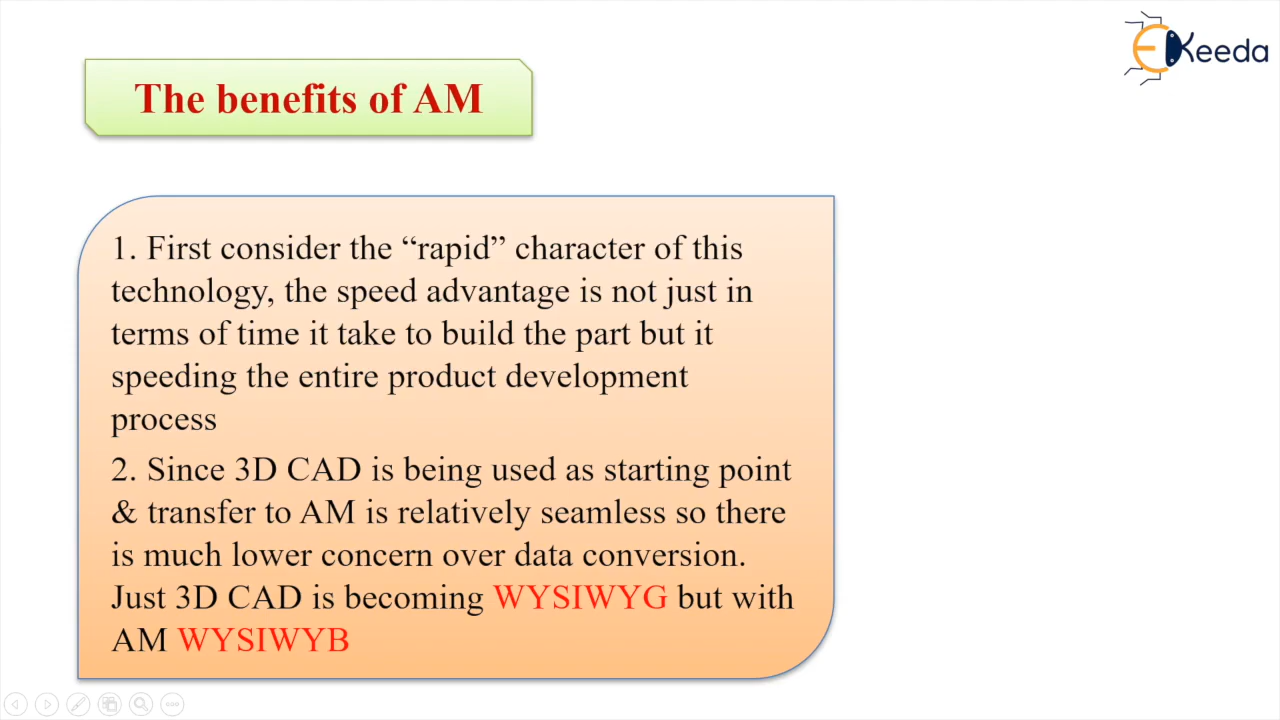 EKeeda
The benefits of AM
1. First consider the “rapid” character of this
technology, the speed advantage is not just in
terms of time it take to build the part but it
speeding the entire product development
process
2. Since 3D CAD is being used as starting point
& transfer to AM is relatively seamless so there
is much lower concern over data conversion.
Just 3D CAD is becoming WYSIWYG but with
AM WYSIWYB